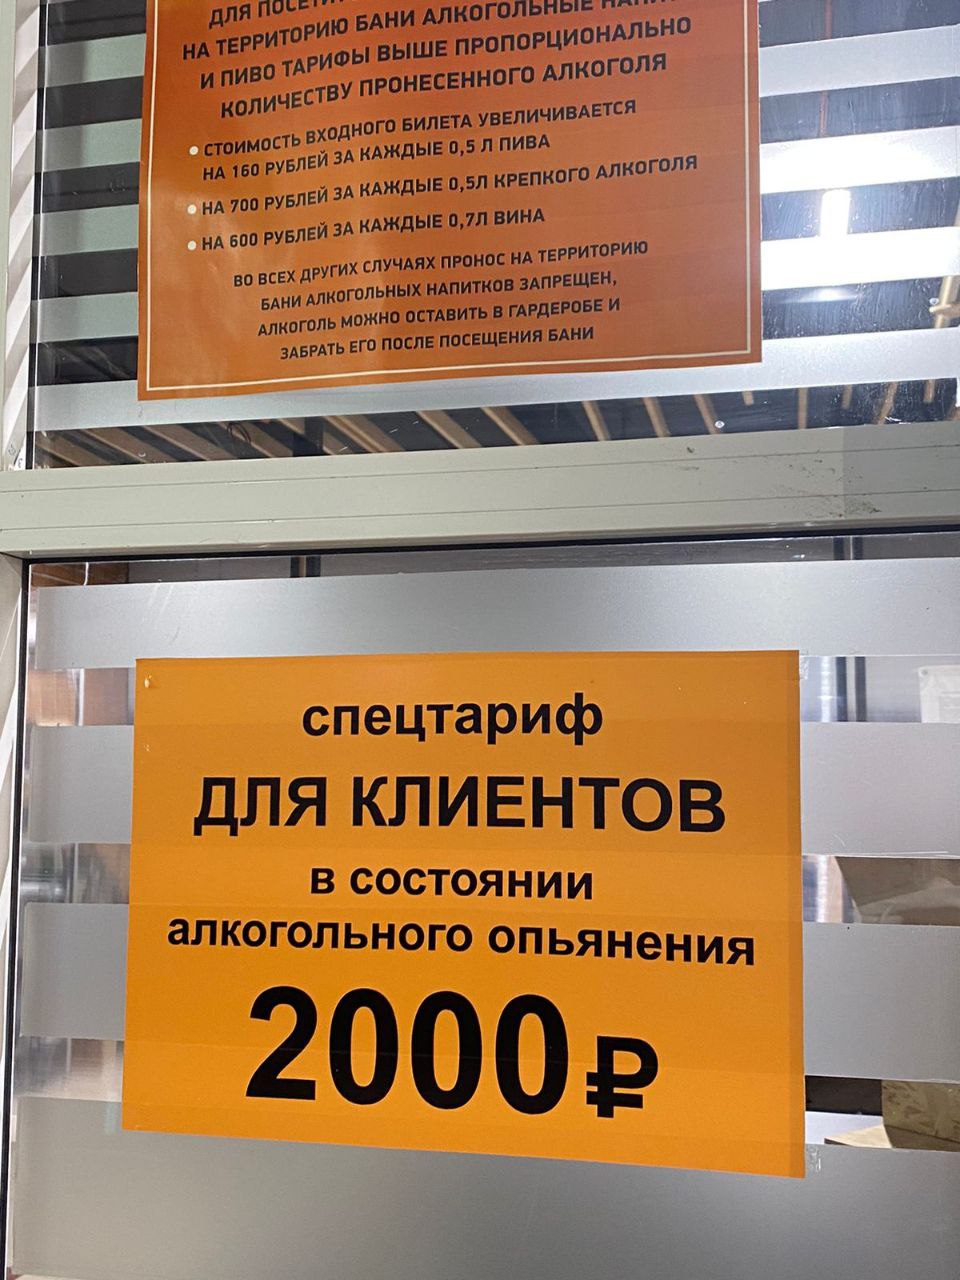 ДЛЯ
НА ТЕРРИТОРИЮ БАНИ АЛКОГОЛЬНЫЕ
И ПИВО ТАРИФЫ ВЫШЕ ПРОПОРЦИОНАЛЬНО
КОЛИЧЕСТВУ ПРОНЕСЕННОГО АЛКОГОЛЯ
• СТОИМОСТЬ ВХОДНОГО БИЛЕТА УВЕЛИЧИВАЕТСЯ
НА 160 РУБЛЕЙ ЗА КАЖДЫЕ 0,5 Л ПИВА
• НА 700 РУБЛЕЙ ЗА КАЖДЫЕ 0,5Л КРЕПКОГО АЛКОГОЛЯ
• НА 600 РУБЛЕЙ ЗА КАЖДЫЕ 0,7Л ВИНА
ВО ВСЕХ ДРУГИХ СЛУЧАЯХ ПРОНОС НА ТЕРРИТОРИЮ
БАНИ АЛКОГОЛЬНЫХ НАПИТКОВ ЗАПРЕЩЕН,
АЛКОГОЛЬ МОЖНО ОСТАВИТЬ В ГАРДЕРОБЕ И
ЗАБРАТЬ ЕГО ПОСЛЕ ПОСЕЩЕНИЯ БАНИ
спецтариф
ДЛЯ КЛИЕНТОВ
в состоянии
алкогольного опьянения
2000 ₽